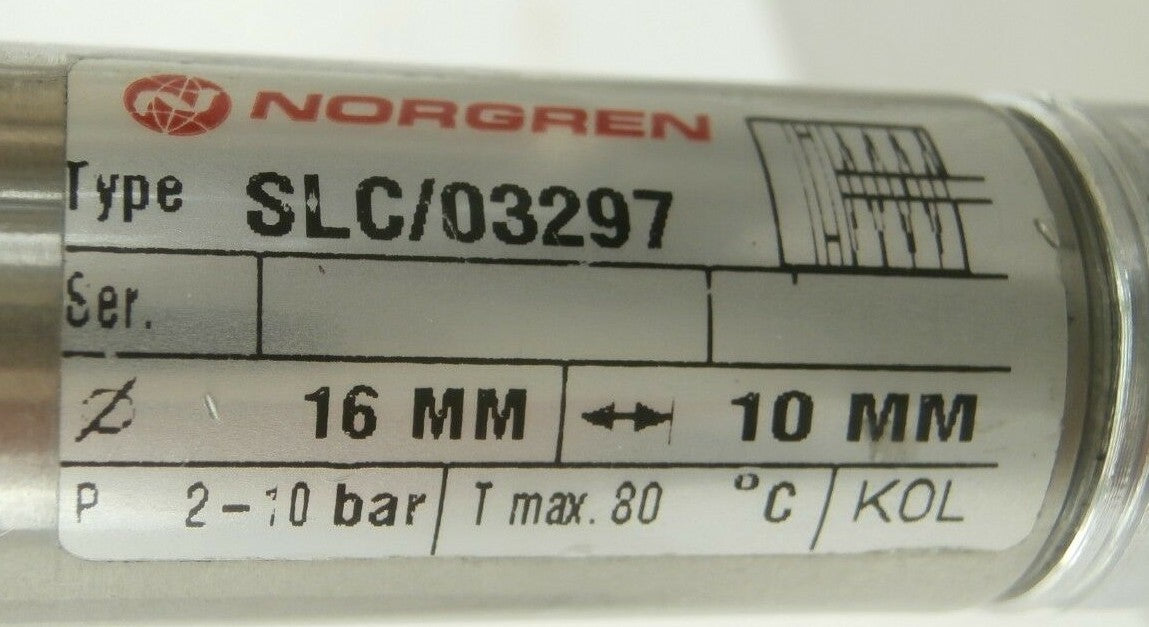 NORGREN
Type SLC/03297
Ser.
Ø 16 MM 10 MM
P 2-10 bar T max. 80 °C KOL